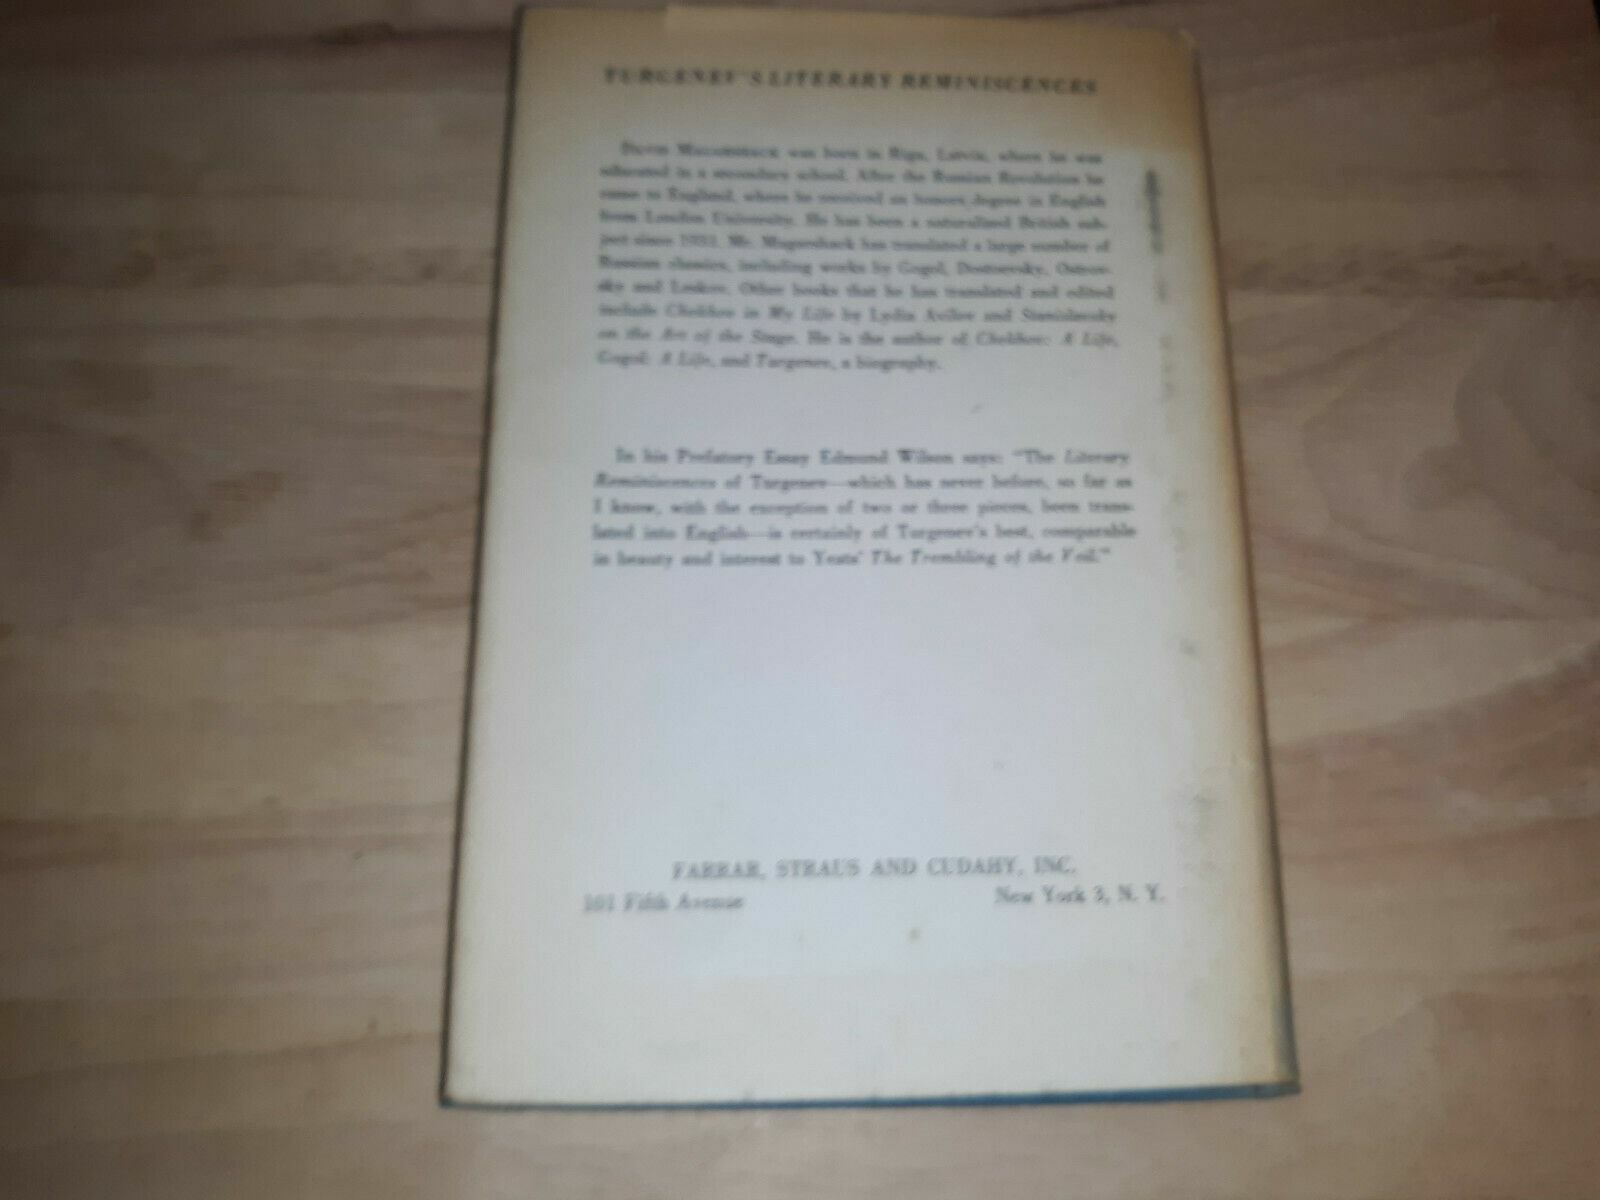 TURGENEV'S LITERARY REMINISCENCES
DAVID MAGARSHACK was born in Riga, Latvia, where he was
educated in a secondary school. After the Russian Revolution he
came to England, where he received an honors degree in English
from London University. He has been a naturalized British sub-
ject since 1931. Mr. Magarshack has translated a large number of
Russian classics, including works by Gogol, Dostoevsky, Ostrov-
sky and Leskov. Other books that he has translated and edited
include Chekhov in My Life by Lydia Avilov and Stanislavsky
on the Art of the Stage. He is the author of Chekhov: A Life,
Gogol: A Life, and Turgenev, a biography.
In his Prefatory Essay Edmund Wilson says: "The Literary
Reminiscences of Turgenev—which has never before, so far as
I know, with the exception of two or three pieces, been trans-
lated into English—is certainly of Turgenev's best, comparable
in beauty and interest to Yeats' The Trembling of the Veil."
FARRAR, STRAUS AND CUDAHY, INC.
101 Fifth Avenue New York 3, N. Y.